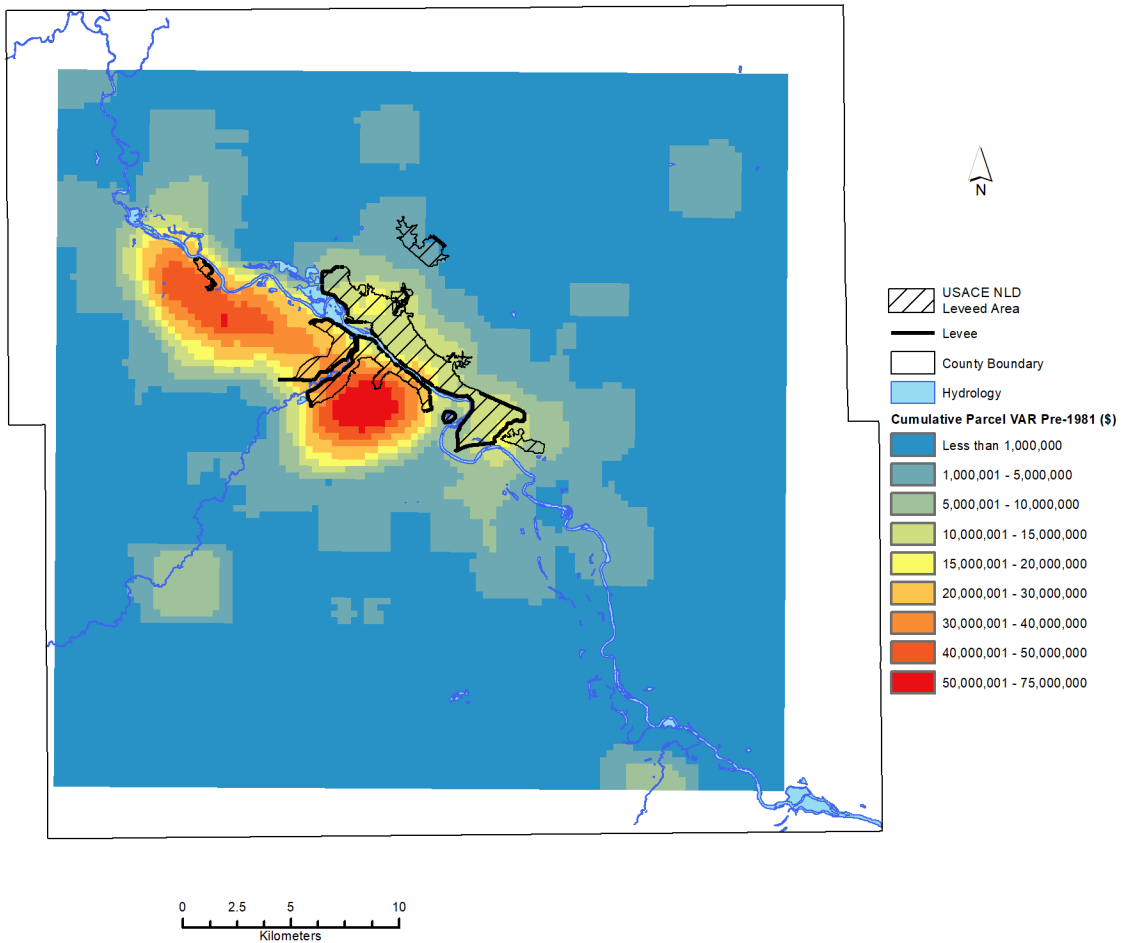 N
USACE NLD
Leveed Area
Levee
County Boundary
Hydrology
Cumulative Parcel VAR Pre-1981 ($)
Less than 1,000,000
1,000,001 - 5,000,000
5,000,001 - 10,000,000
10,000,001 - 15,000,000
15,000,001 - 20,000,000
20,000,001 - 30,000,000
30,000,001 - 40,000,000
40,000,001 - 50,000,000
50,000,001 - 75,000,000
0 2.5 5 10
Kilometers